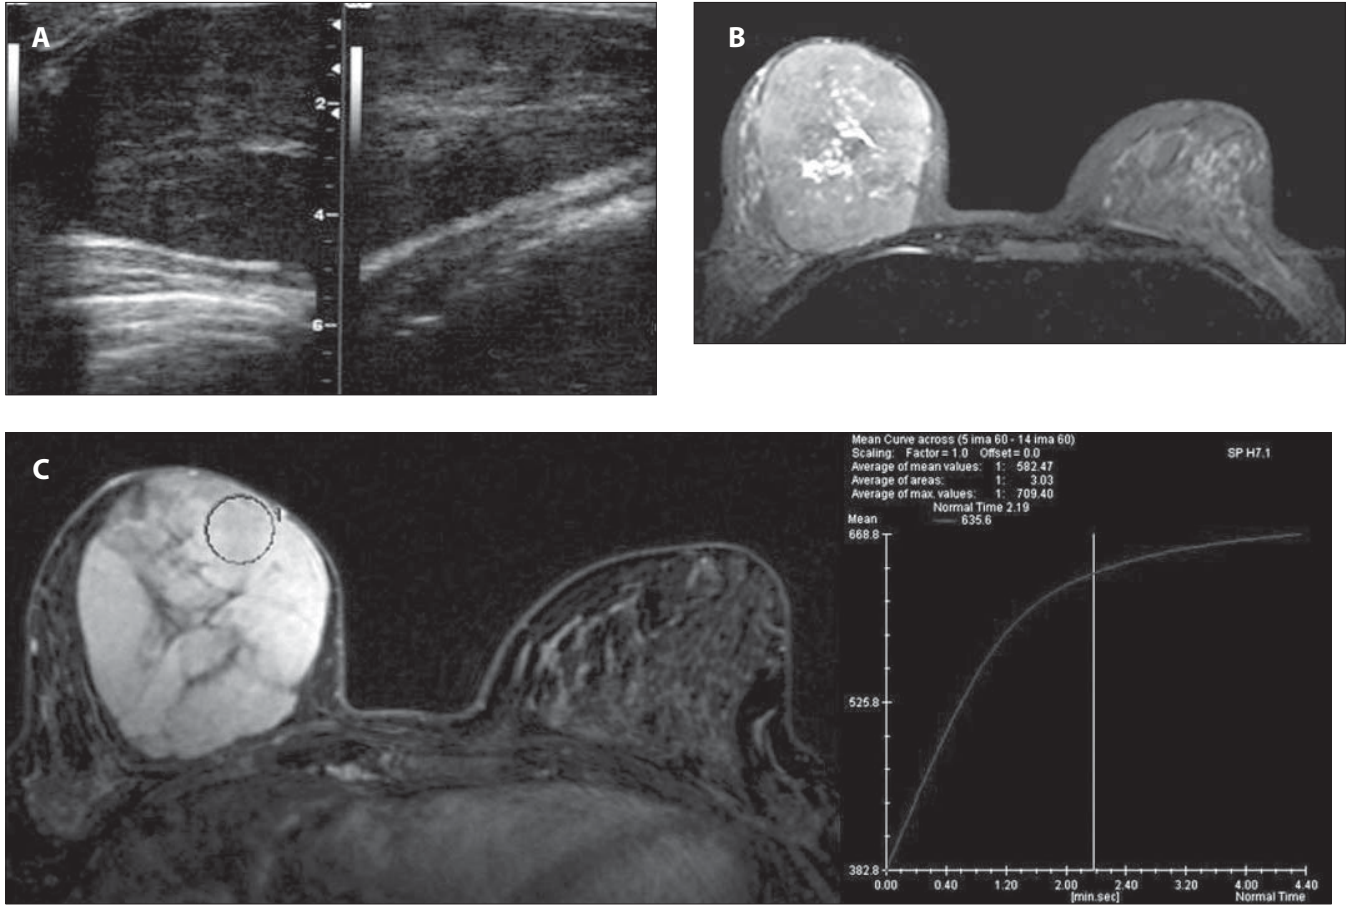 A
2
4
6
B
C
Mean Curve across (5 ima 60 - 14 ima 60)
Scaling: Factor = 1.0 Offset= 0.0
Average of mean values: 1: 582.47
Average of areas: 1: 3.03
Average of max. values: 1: 709.40
SP H7.1
Normal Time 2.19
Mean 635.6
668.8
525.8
382.8
0.00 0.40 1.20 2.00 2.40 3.20 4.00 4.40
[min.sec] Normal Time
1